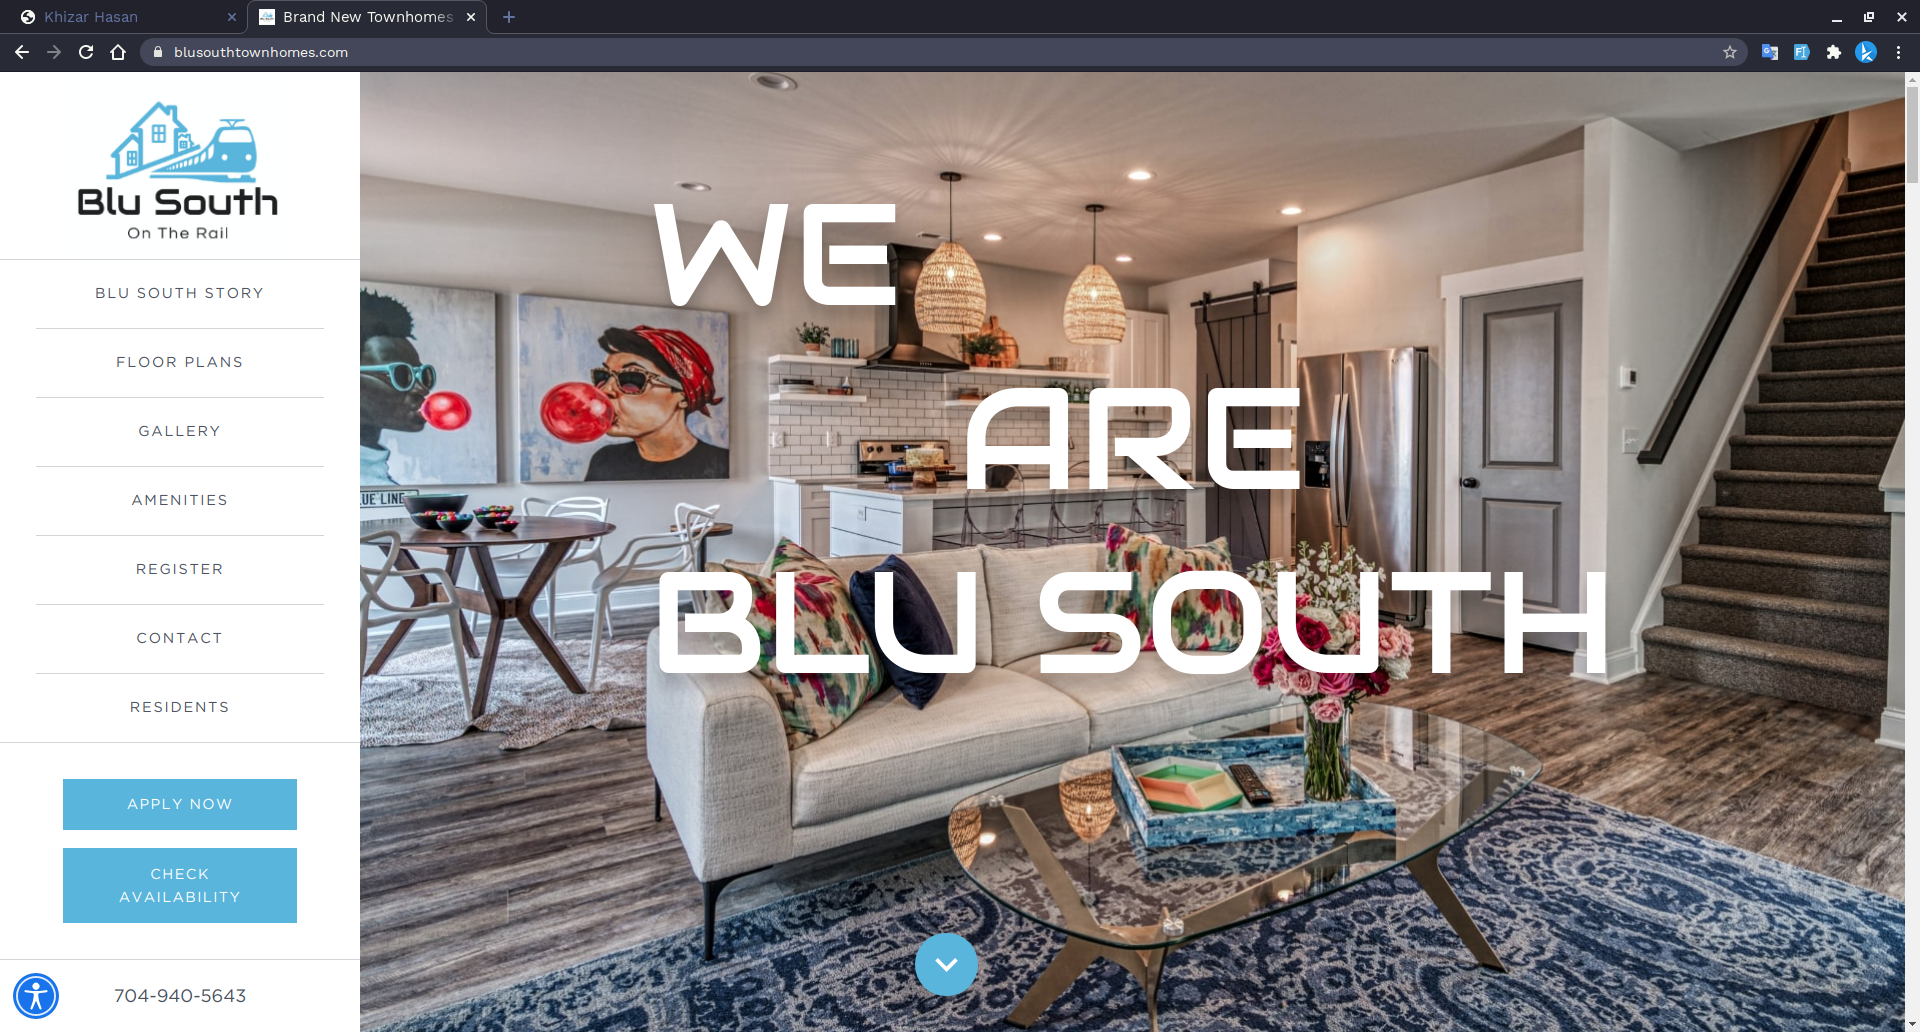 Khizar Hasan
Brand New Townhomes
blusouthtownhomes.com
Blu South
On The Rail
BLU SOUTH STORY
FLOOR PLANS
GALLERY
AMENITIES
REGISTER
CONTACT
RESIDENTS
APPLY NOW
CHECK
AVAILABILITY
704-940-5643
WE
ARE
BLU SOUTH
LUE LINE